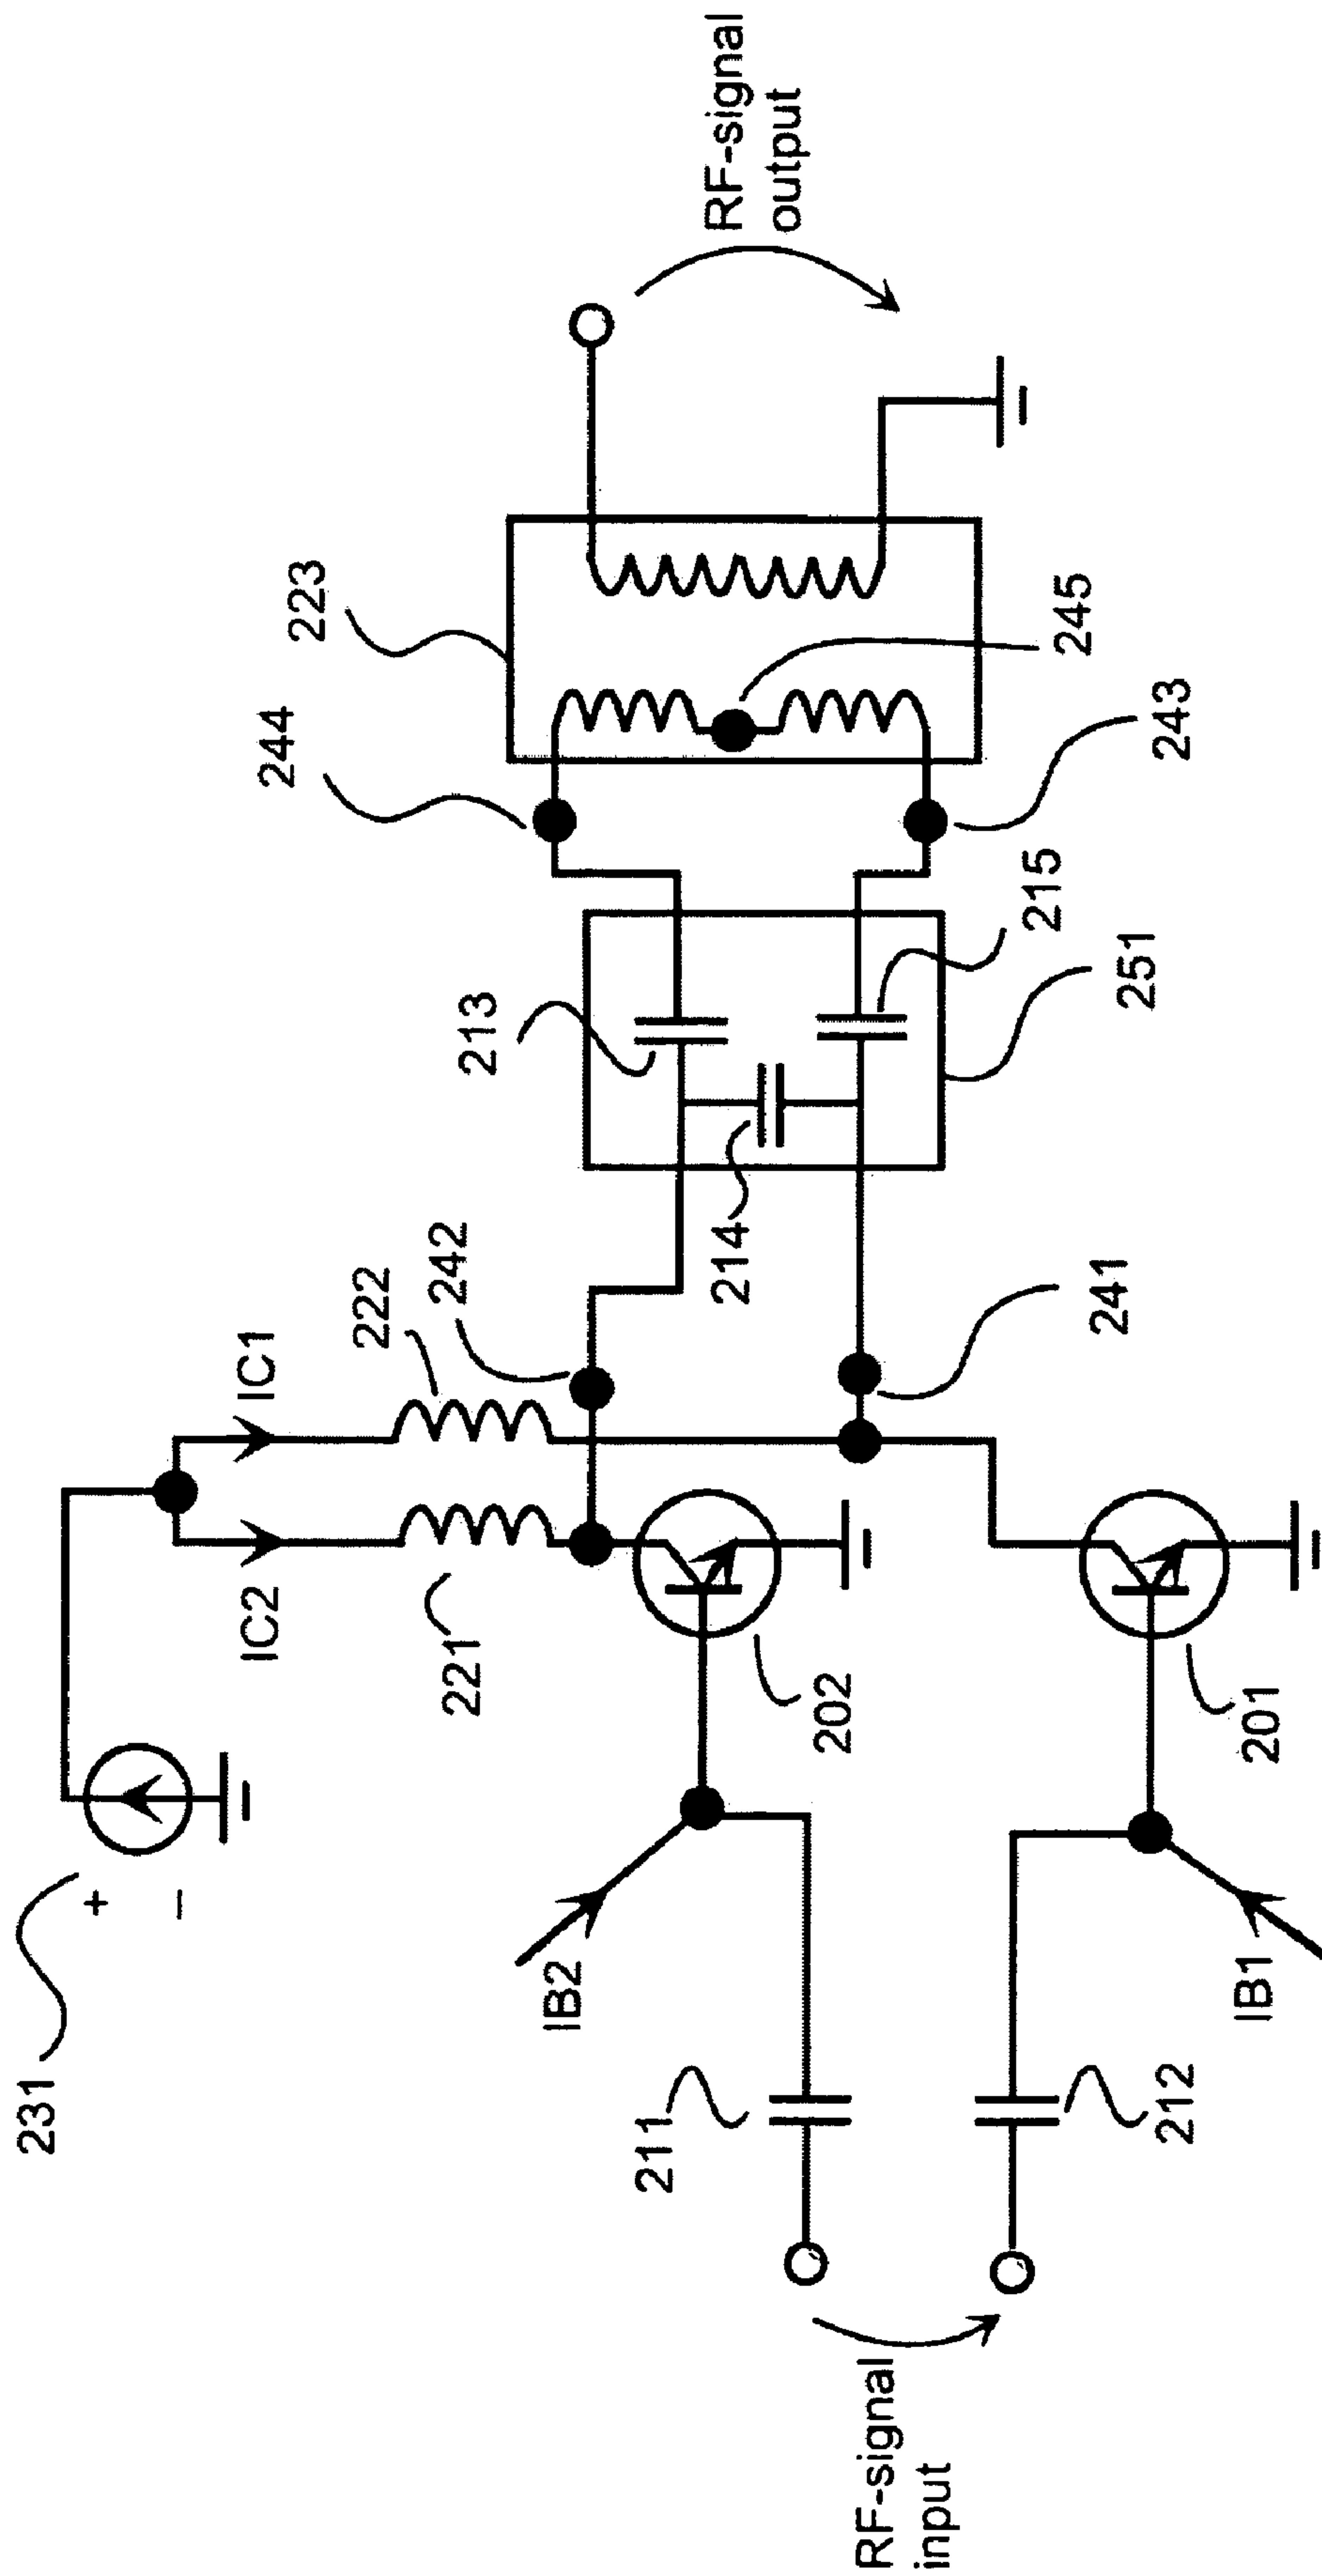 231
+
–
IC2
IC1
221
222
242
244
223
RF-signal
output
IB2
202
213
214
215
251
245
243
241
211
212
RF-signal
input
201
IB1